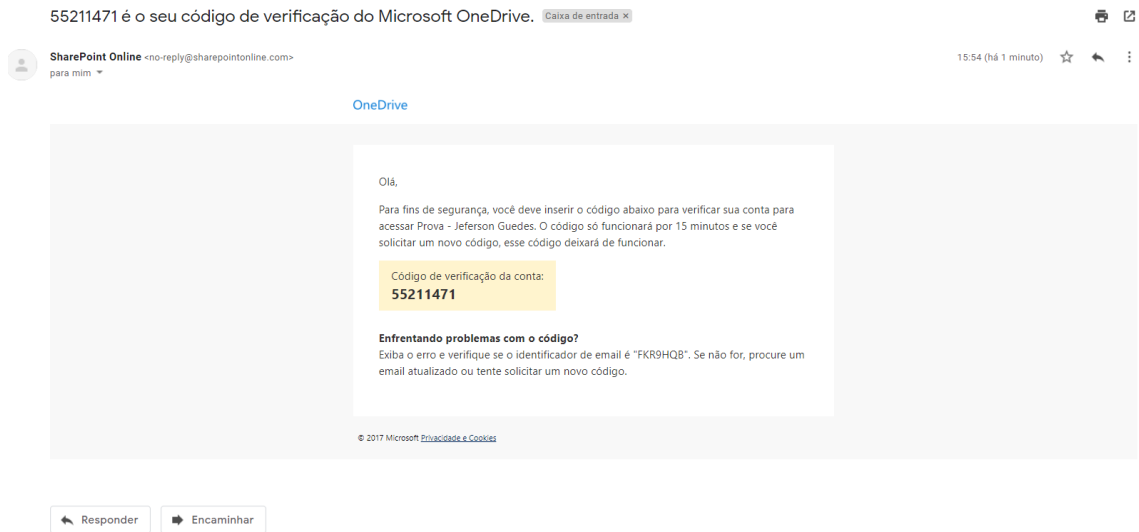 55211471 é o seu código de verificação do Microsoft OneDrive. Caixa de entrada ×
SharePoint Online <no-reply@sharepointonline.com> 15:54 (há 1 minuto)
para mim
OneDrive
Olá,
Para fins de segurança, você deve inserir o código abaixo para verificar sua conta para
acessar Prova - Jeferson Guedes. O código só funcionará por 15 minutos e se você
solicitar um novo código, esse código deixará de funcionar.
Código de verificação da conta:
55211471
Enfrentando problemas com o código?
Exiba o erro e verifique se o identificador de email é "FKR9HQB". Se não for, procure um
email atualizado ou tente solicitar um novo código.
© 2017 Microsoft Privacidade e Cookies
Responder Encaminhar